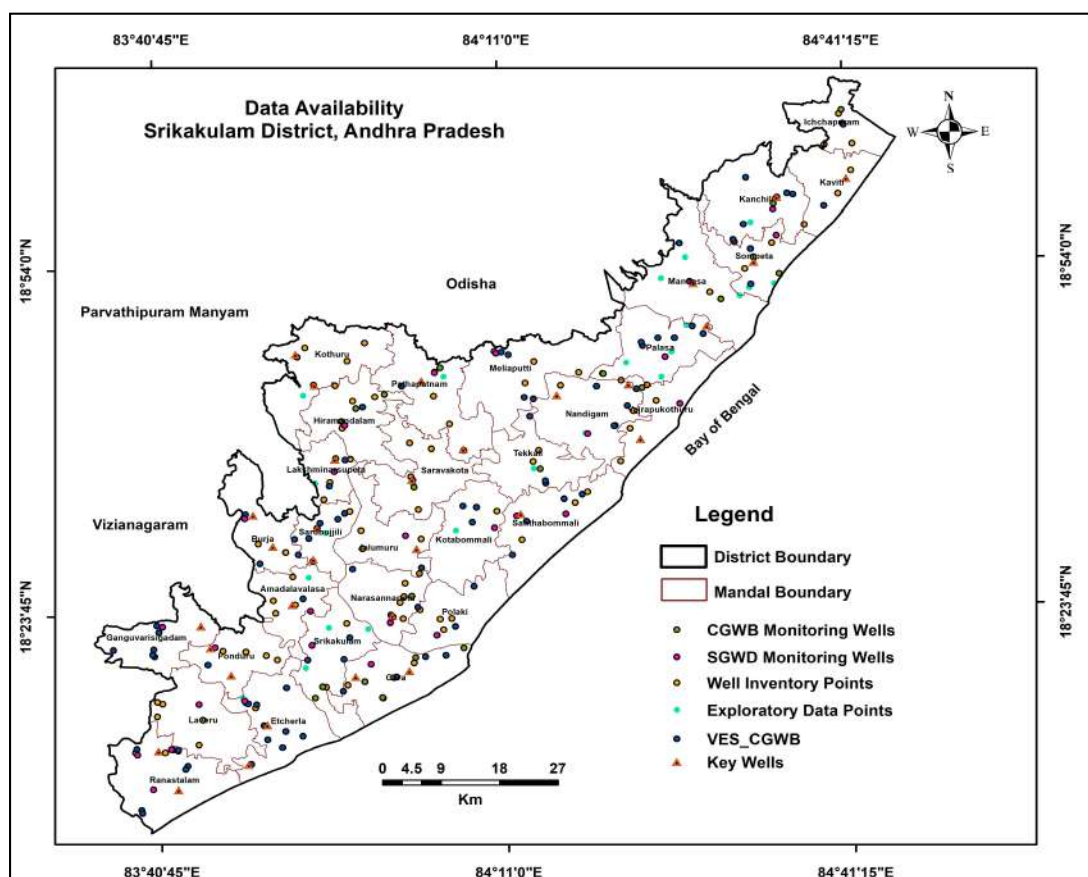 83°40'45"E
84°11'0"E
84°41'15"E
Data Availability
Srikakulam District, Andhra Pradesh
N
W
E
S
Ichchapuram
Kaviti
Kanchili
18°54'0"N
18°54'0"N
Sompeta
Odisha
Mandasa
Parvathipuram Manyam
Palasa
Kothuru
Meliaputti
Pathapatnam
Nandigam
Vajrapukothuru
Hiramandalam
Bay of Bengal
Tekkali
Lakshminarsupeta
Saravakota
Vizianagaram
Santhabommali
Sarubujjili
Kotabommali
Burja
Jalumuru
Legend
District Boundary
Mandal Boundary
CGWB Monitoring Wells
SGWD Monitoring Wells
Well Inventory Points
Exploratory Data Points
VES_CGWB
Key Wells
Amadalavalasa
Narasannapeta
Polaki
18°23'45"N
18°23'45"N
Ganguvarisigadam
Srikakulam
Ponduru
Gara
Laveru
Etcherla
Ranastalam
0 4.5 9 18 27
Km
83°40'45"E
84°11'0"E
84°41'15"E